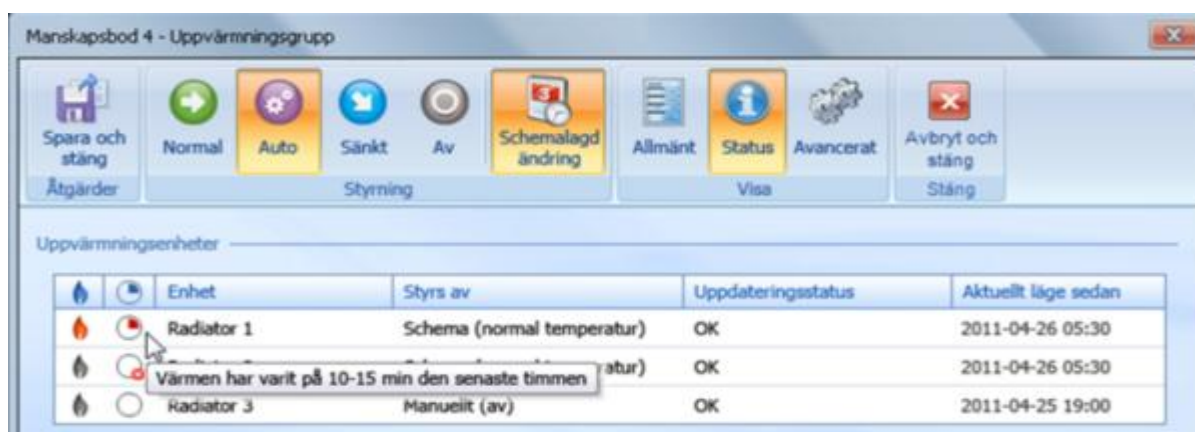 Manskapsbod 4 - Uppvärmningsgrupp
Spara och stäng
Normal
Auto
Sänkt
Av
Schemalagd ändring
Allmänt
Status
Avancerat
Avbryt och stäng
Åtgärder
Styrning
Visa
Stäng
Uppvärmningsenheter
Enhet Styrs av Uppdateringsstatus Aktuellt läge sedan
Radiator 1 Schema (normal temperatur) OK 2011-04-26 05:30
OK 2011-04-26 05:30
Värmen har varit på 10-15 min den senaste timmen
Radiator 3 Manuellt (av) OK 2011-04-25 19:00